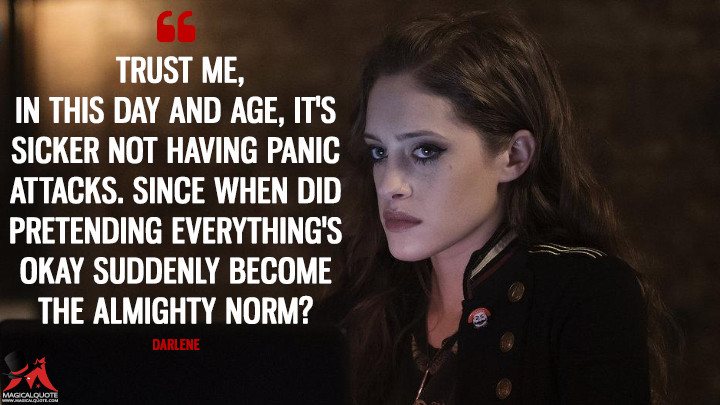 TRUST ME,
IN THIS DAY AND AGE, IT'S
SICKER NOT HAVING PANIC
ATTACKS. SINCE WHEN DID
PRETENDING EVERYTHING'S
OKAY SUDDENLY BECOME
THE ALMIGHTY NORM?
DARLENE
MAGICALQUOTE
WWW.MAGICALQUOTE.COM